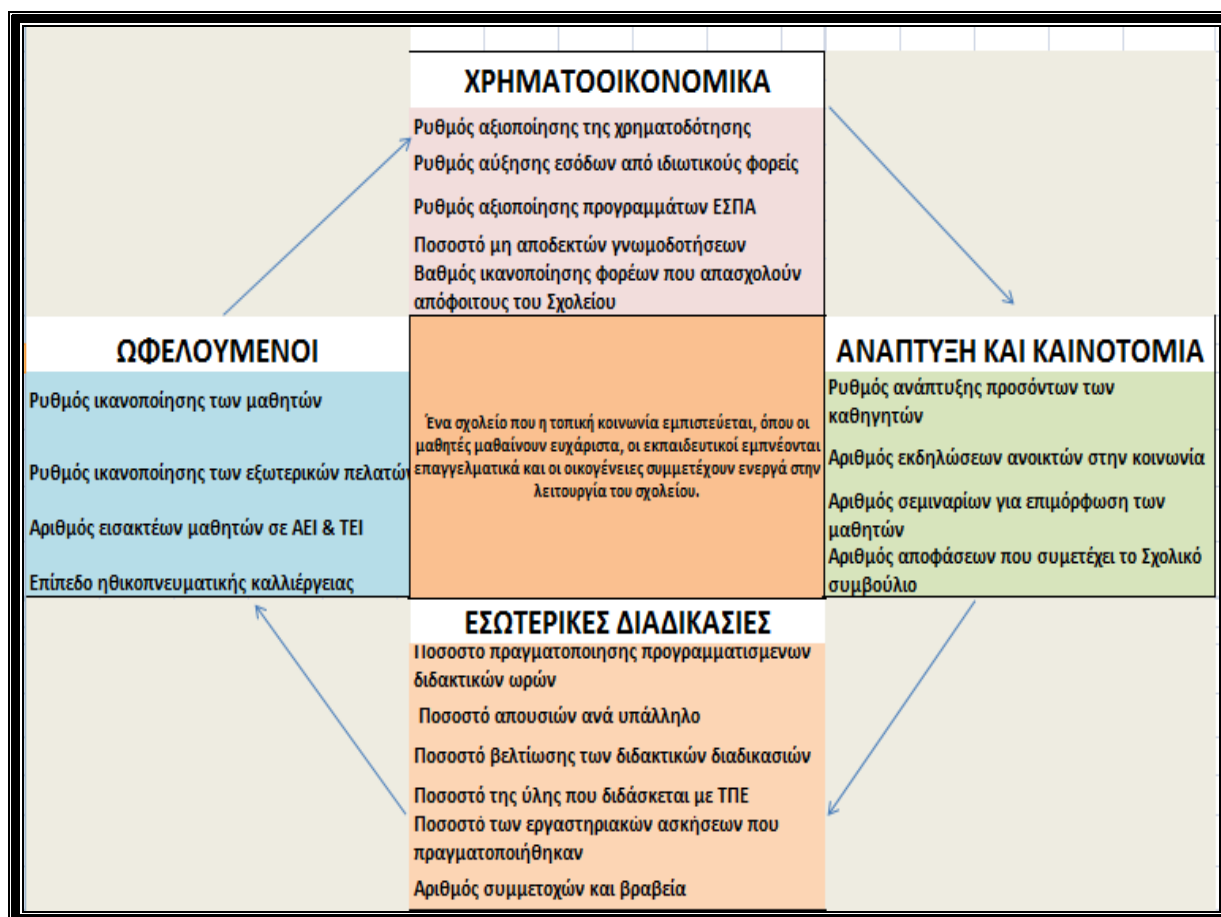 ΧΡΗΜΑΤΟΟΙΚΟΝΟΜΙΚΑ
Ρυθμός αξιοποίησης της χρηματοδότησης
Ρυθμός αύξησης εσόδων από ιδιωτικούς φορείς
Ρυθμός αξιοποίησης προγραμμάτων ΕΣΠΑ
Ποσοστό μη αποδεκτών γνωμοδοτήσεων
Βαθμός ικανοποίησης φορέων που απασχολούν
απόφοιτους του Σχολείου
ΩΦΕΛΟΥΜΕΝΟΙ
Ρυθμός ικανοποίησης των μαθητών
Ρυθμός ικανοποίησης των εξωτερικών πελατών
Αριθμός εισακτέων μαθητών σε ΑΕΙ & ΤΕΙ
Επίπεδο ηθικοπνευματικής καλλιέργειας
Ένα σχολείο που η τοπική κοινωνία εμπιστεύεται, όπου οι
μαθητές μαθαίνουν ευχάριστα, οι εκπαιδευτικοί εμπνέονται
επαγγελματικά και οι οικογένειες συμμετέχουν ενεργά στην
λειτουργία του σχολείου.
ΑΝΑΠΤΥΞΗ ΚΑΙ ΚΑΙΝΟΤΟΜΙΑ
Ρυθμός ανάπτυξης προσόντων των
καθηγητών
Αριθμός εκδηλώσεων ανοικτών στην κοινωνία
Αριθμός σεμιναρίων για επιμόρφωση των
μαθητών
Αριθμός αποφάσεων που συμετέχει το Σχολικό
συμβούλιο
ΕΣΩΤΕΡΙΚΕΣ ΔΙΑΔΙΚΑΣΙΕΣ
Ποσοστό πραγματοποίησης προγραμματισμένων
διδακτικών ωρών
Ποσοστό απουσιών ανά υπάλληλο
Ποσοστό βελτίωσης των διδακτικών διαδικασιών
Ποσοστό της ύλης που διδάσκεται με ΤΠΕ
Ποσοστό των εργαστηριακών ασκήσεων που
πραγματοποιήθηκαν
Αριθμός συμμετοχών και βραβεία